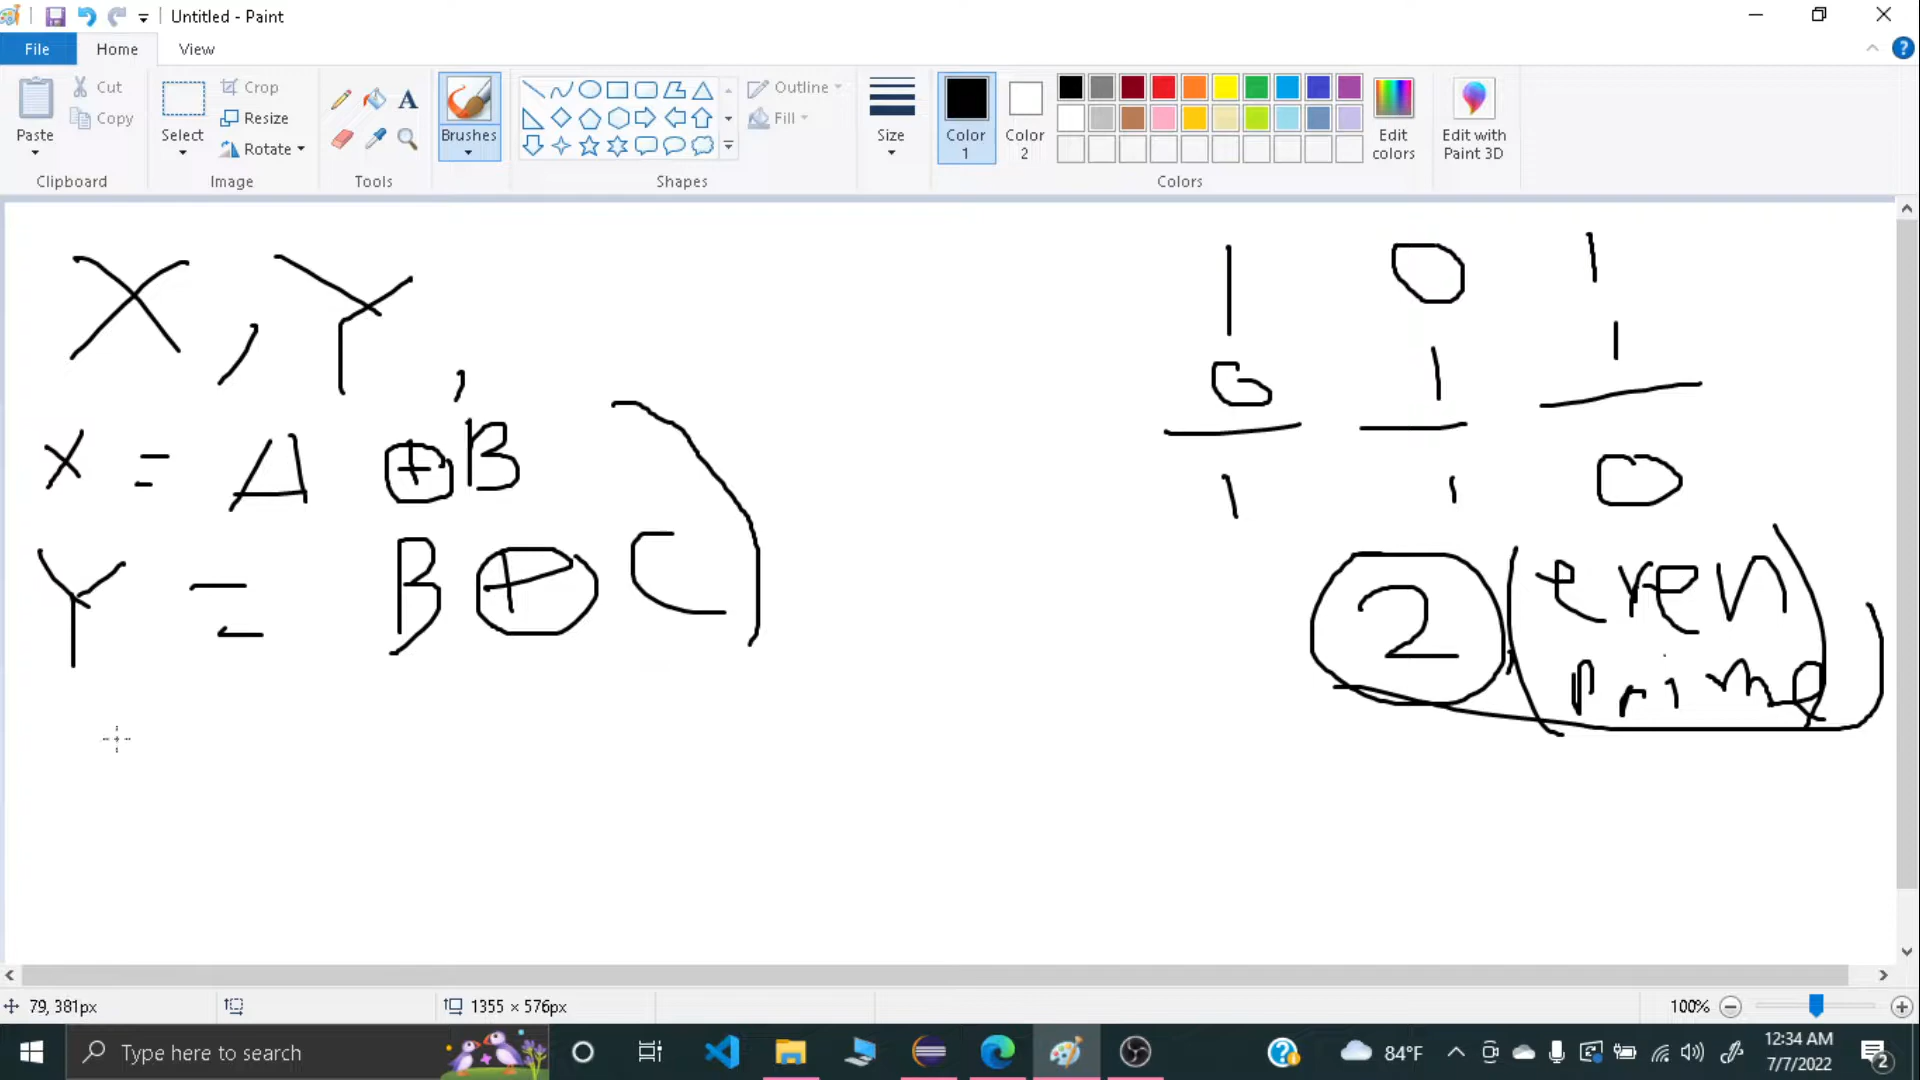 Untitled - Paint
File Home View
Paste
Cut
Copy
Clipboard
Select
Crop
Resize
Rotate
Image
A
Tools
Brushes
Outline
Fill
Shapes
Size
Color 1
Color 2
Edit colors
Colors
Edit with Paint 3D
X, Y,
X = A ⊕ B
Y = B ⊕ C
1 0 1
0 1 1
1 1 0
2 (even
Prime)
79, 381px
1355 × 576px
100%
Type here to search
84°F
12:34 AM
7/7/2022
2